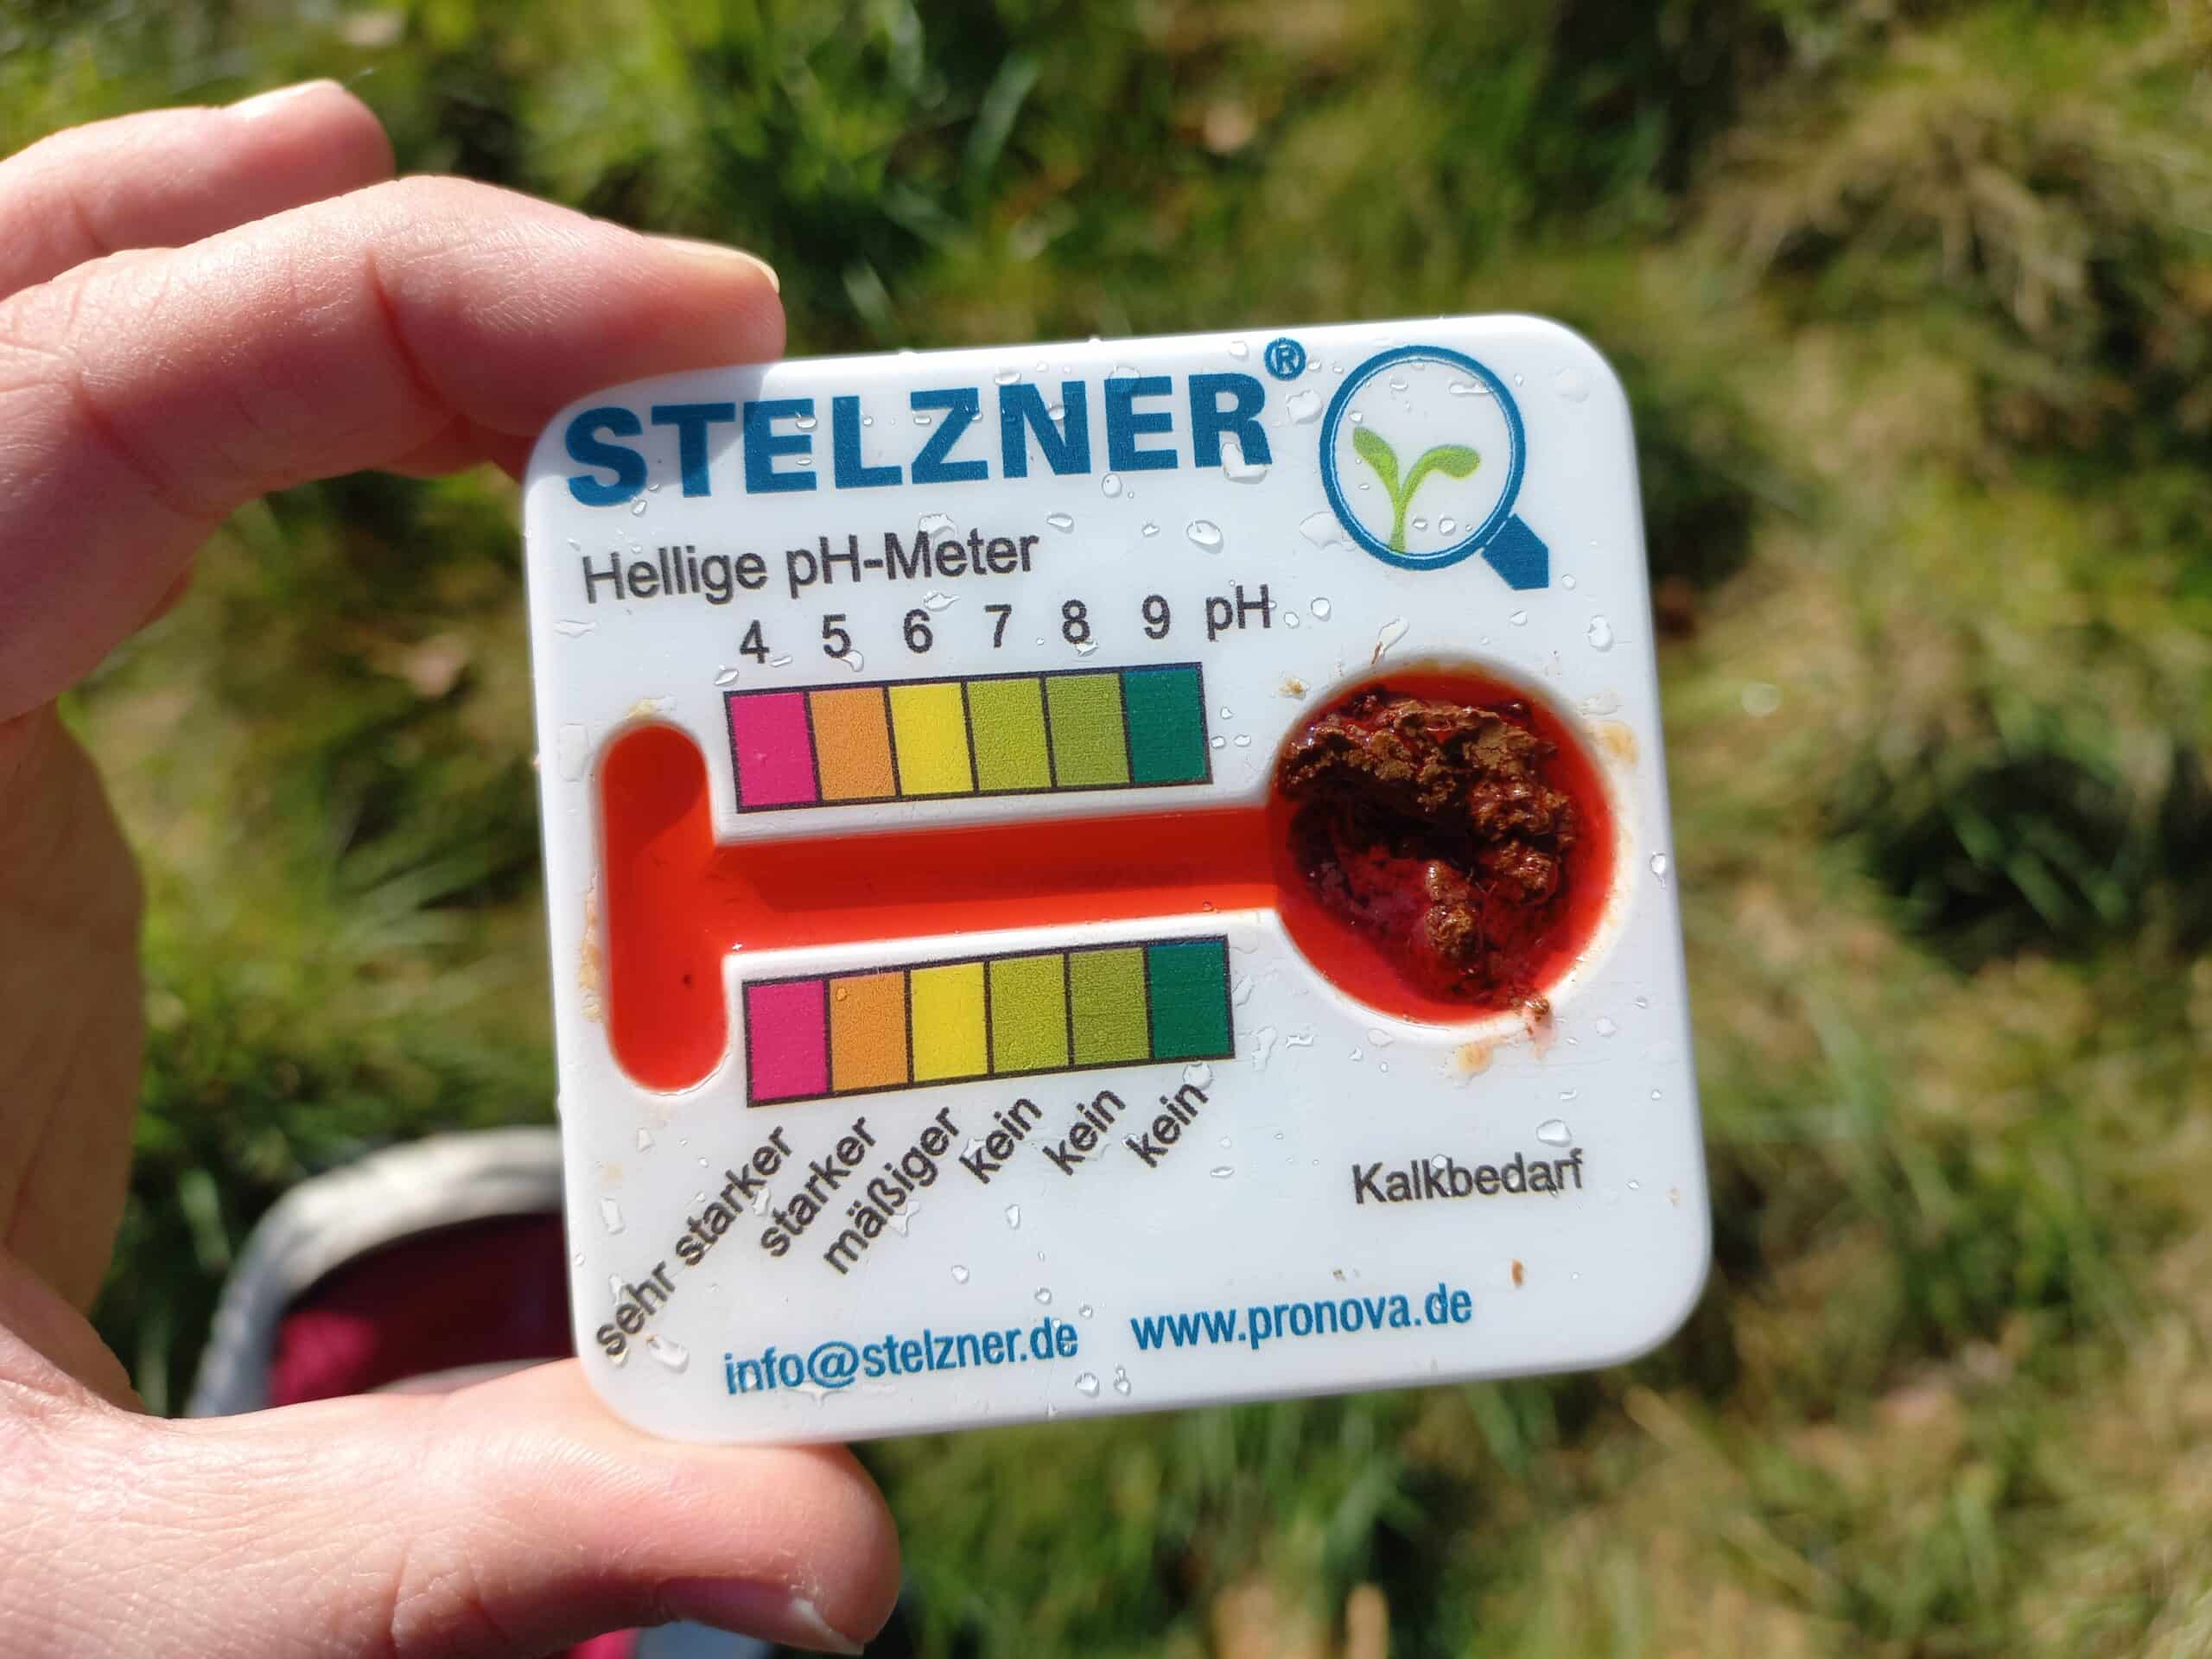 STELZNER®
Hellige pH-Meter
4 5 6 7 8 9 pH
sehr starker
starker
mäßiger
kein
kein
kein
Kalkbedarf
info@stelzner.de www.pronova.de